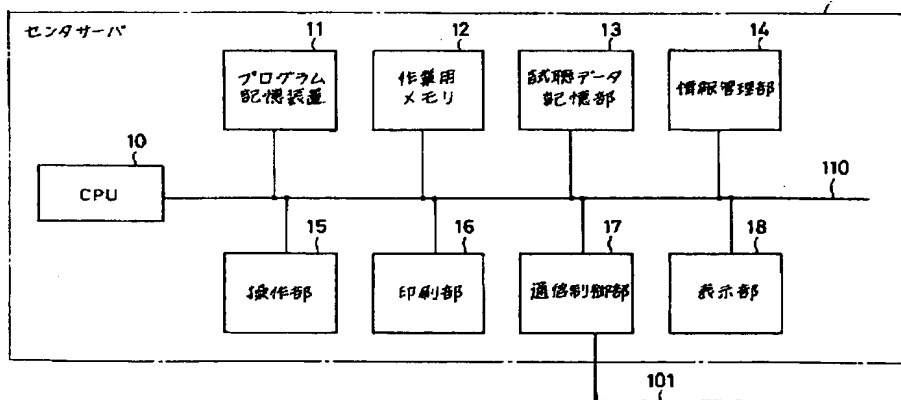 センタサーバ
11
12
13
14
プログラム
記憶装置
作業用
メモリ
試聴データ
記憶部
情報管理部
10
CPU
110
15
16
17
18
操作部
印刷部
通信制御部
表示部
101